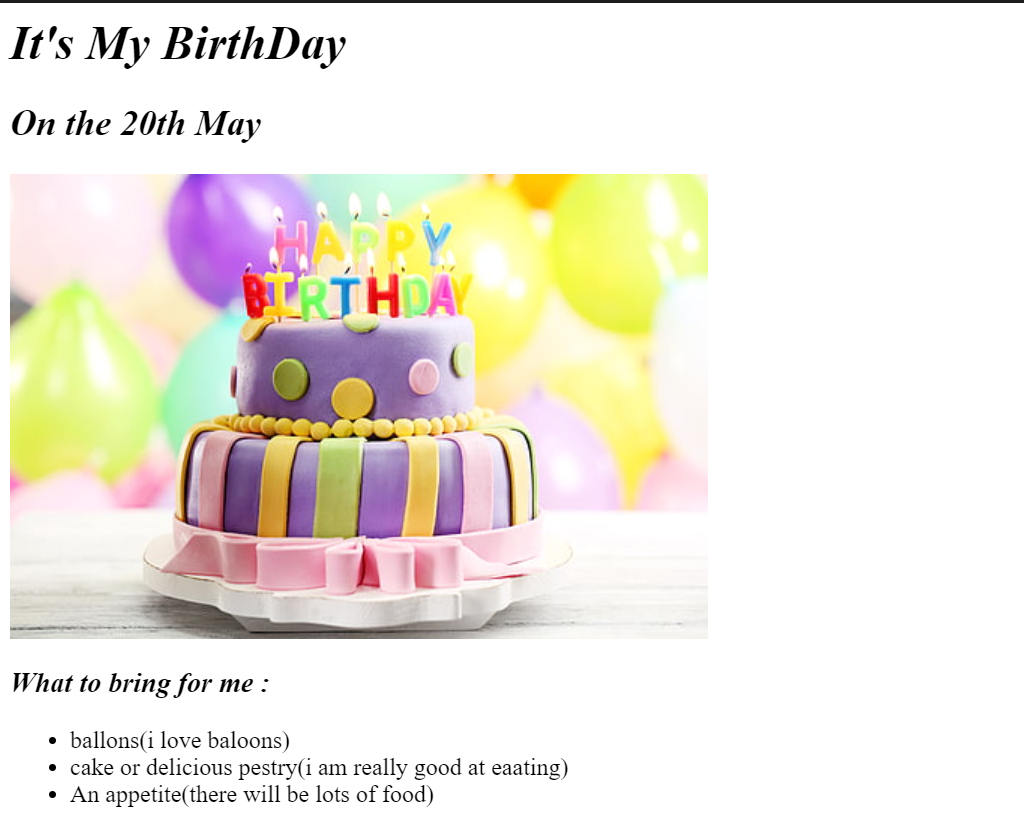 It's My BirthDay
On the 20th May
HAPPY
BIRTHDAY
What to bring for me :
ballons(i love baloons)
cake or delicious pestry(i am really good at eaating)
An appetite(there will be lots of food)